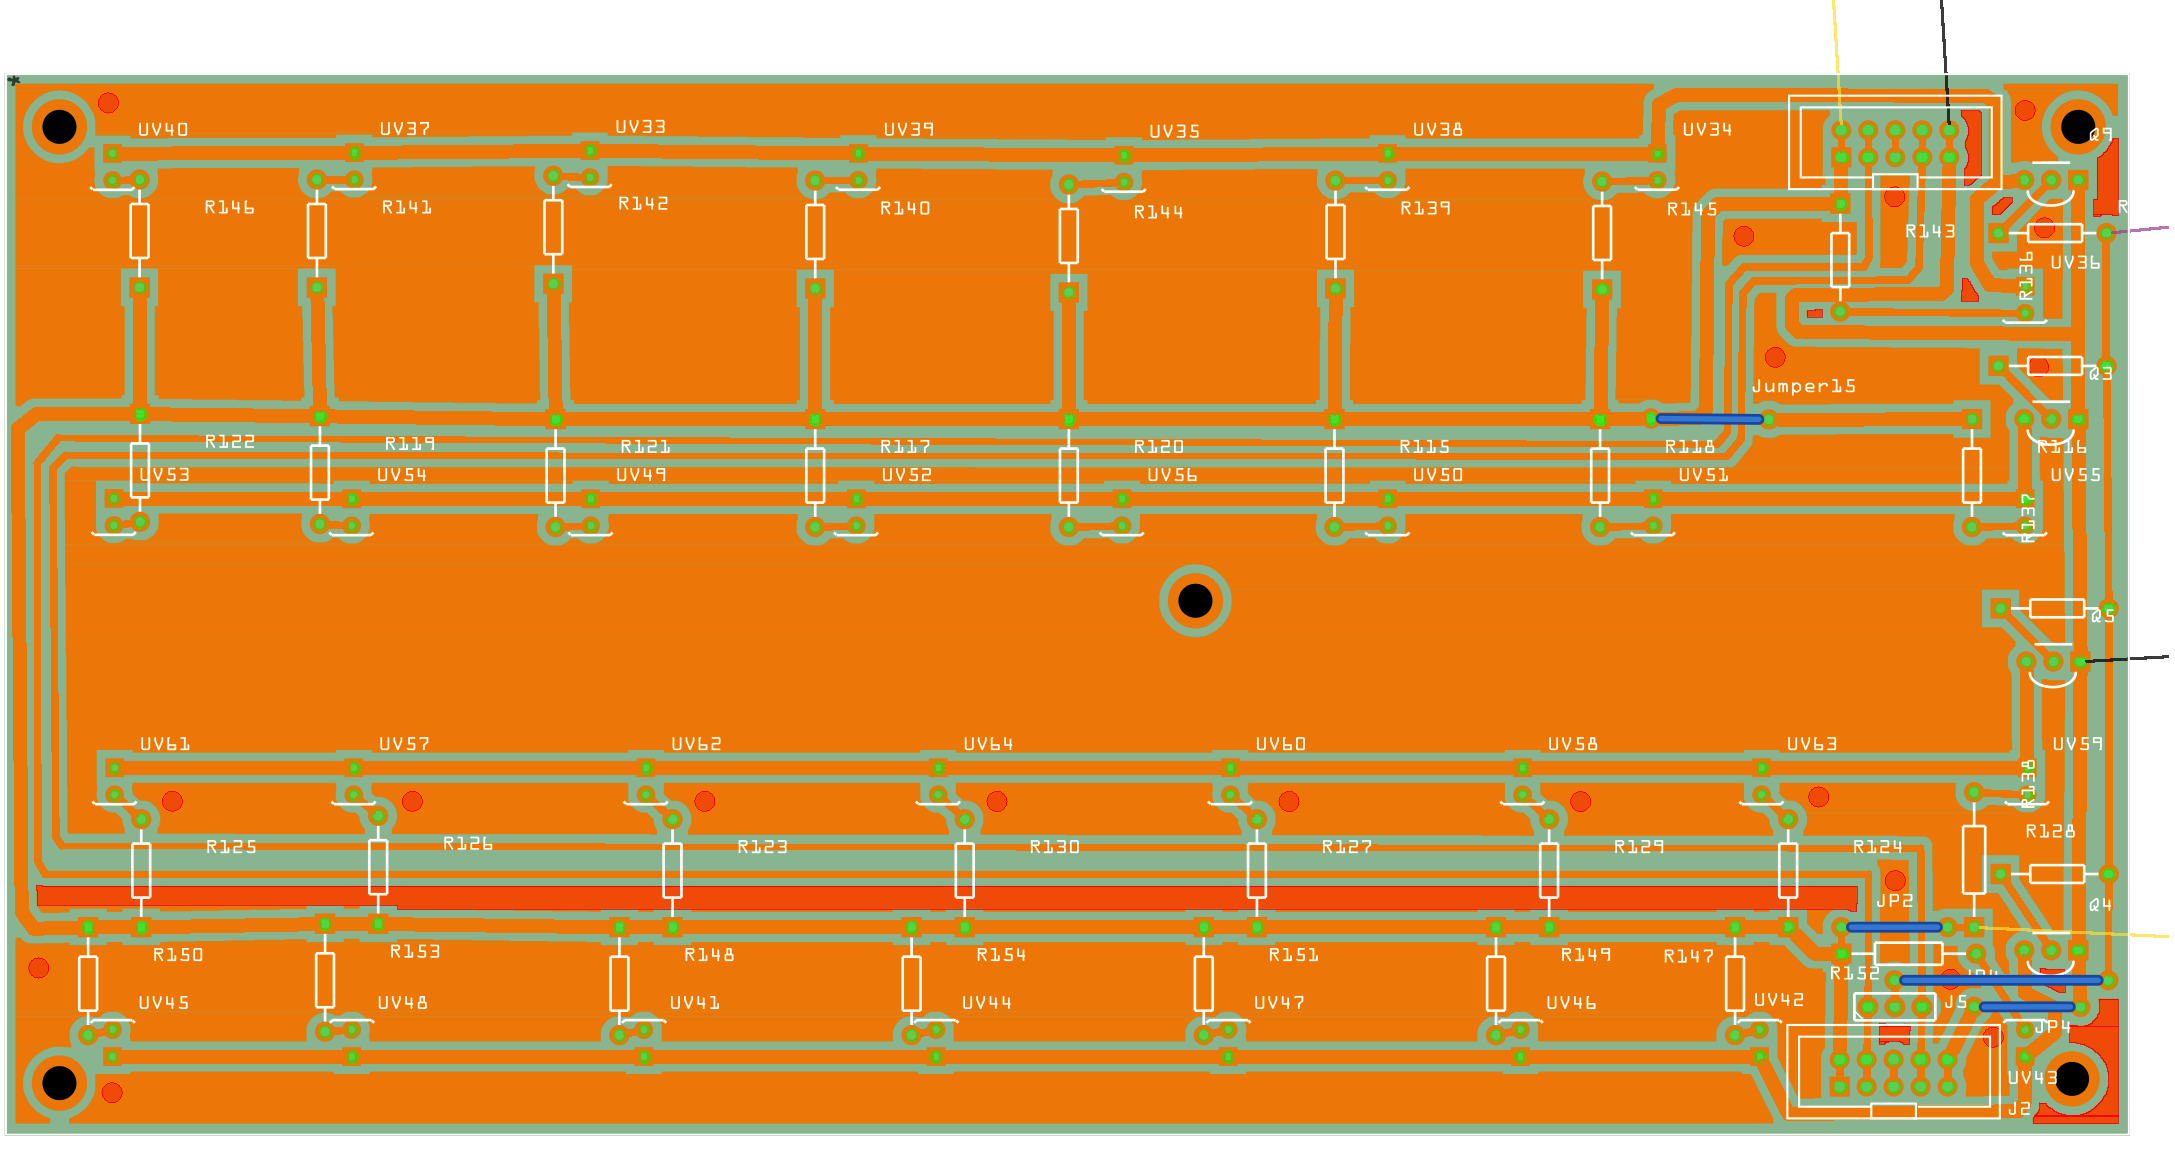 *
UV40 UV37 UV33 UV39 UV35 UV38 UV34 Q9
R146 R141 R142 R140 R144 R139 R145 R143 R
R136 UV36
Jumper15 Q3
R122 R119 R121 R117 R120 R115 R118 R116
UV53 UV54 UV49 UV52 UV56 UV50 UV51 UV55
R137
Q5
UV61 UV57 UV62 UV64 UV60 UV58 UV63 UV59
R138
R125 R126 R123 R130 R127 R129 R124 R128
JP2 Q4
R150 R153 R148 R154 R151 R149 R147 R152
UV45 UV48 UV41 UV44 UV47 UV46 UV42 J5
JP4
UV43
J2